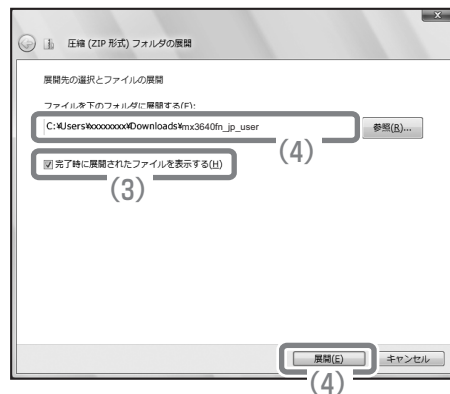 圧縮 (ZIP 形式) フォルダの展開
展開先の選択とファイルの展開
ファイルを下のフォルダに展開する(F):
C:¥Users¥xxxxxxxx¥Downloads¥mx3640fn_jp_user
参照(R)...
(4)
完了時に展開されたファイルを表示する(H)
(3)
展開(E)
キャンセル
(4)